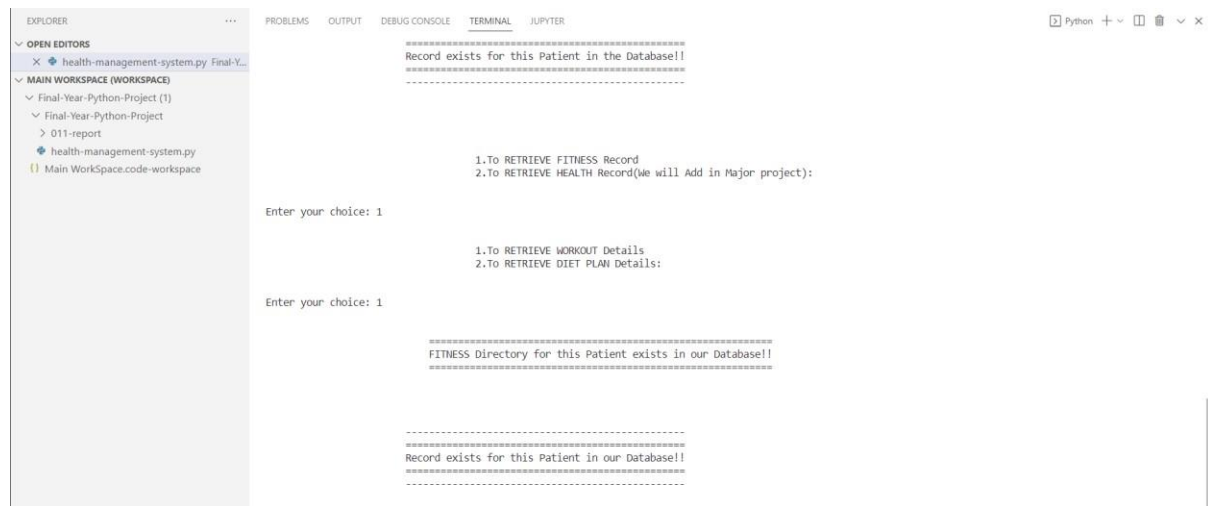 EXPLORER
...
OPEN EDITORS
health-management-system.py Final-Y...
MAIN WORKSPACE (WORKSPACE)
Final-Year-Python-Project (1)
Final-Year-Python-Project
011-report
health-management-system.py
{} Main WorkSpace.code-workspace
PROBLEMS OUTPUT DEBUG CONSOLE TERMINAL JUPYTER
Python
================================================
Record exists for this Patient in the Database!!
================================================
------------------------------------------------
1.To RETRIEVE FITNESS Record
2.To RETRIEVE HEALTH Record(We will Add in Major project):
Enter your choice: 1
1.To RETRIEVE WORKOUT Details
2.To RETRIEVE DIET PLAN Details:
Enter your choice: 1
===========================================================
FITNESS Directory for this Patient exists in our Database!!
===========================================================
------------------------------------------------
================================================
Record exists for this Patient in our Database!!
================================================
------------------------------------------------